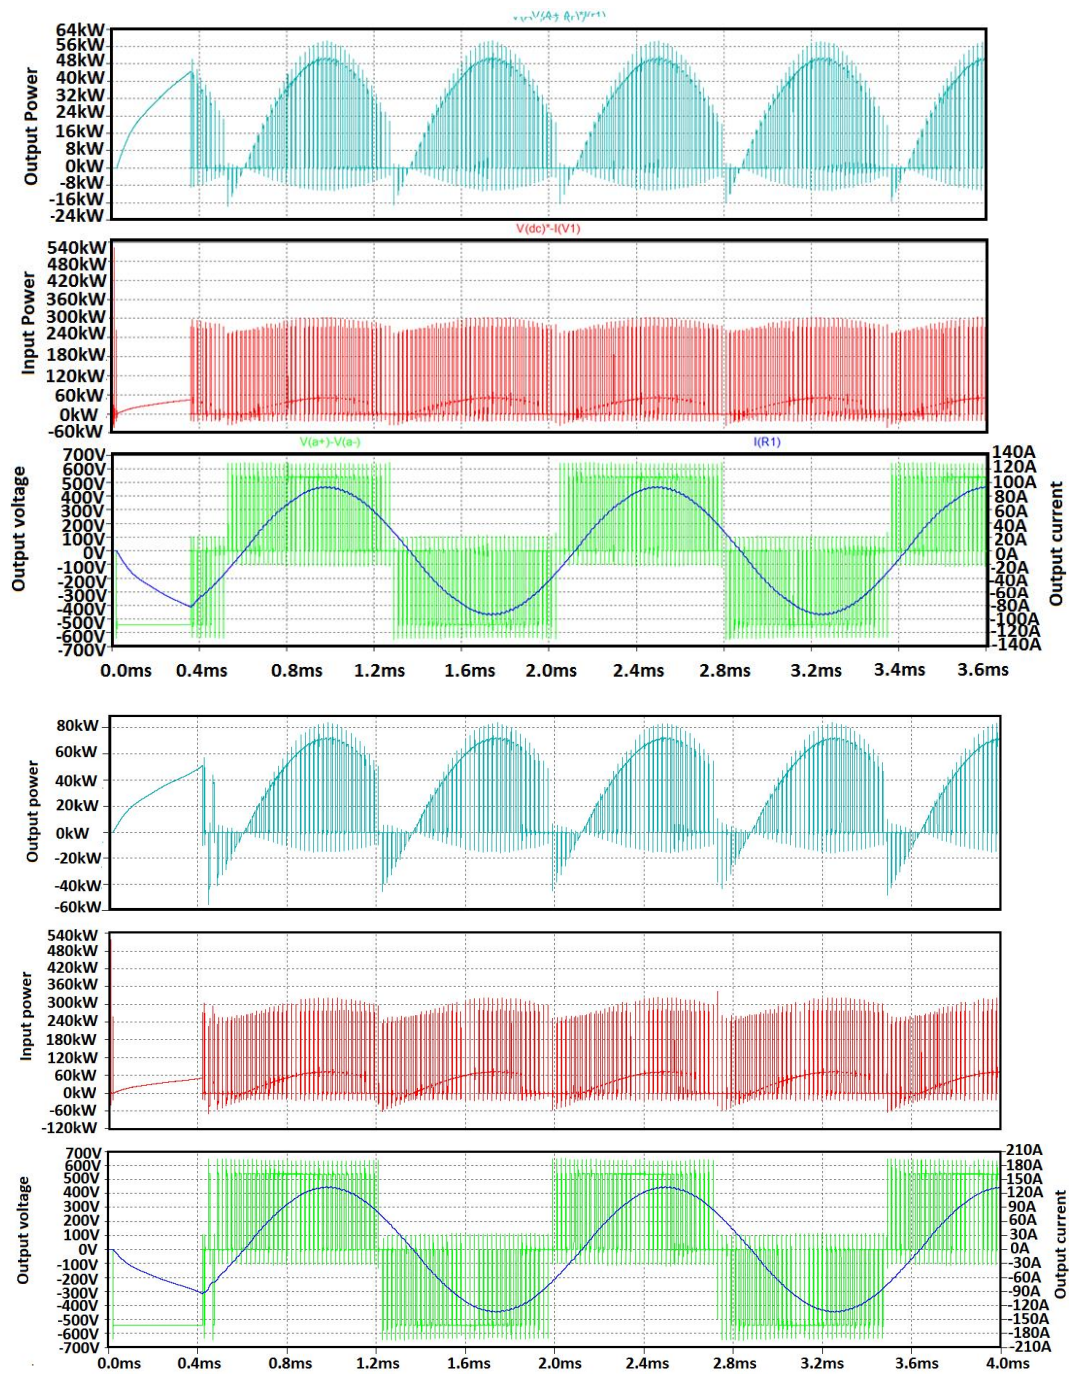 Output Power
64kW
56kW
48kW
40kW
32kW
24kW
16kW
8kW
0kW
-8kW
-16kW
-24kW
V(dc)*-I(V1)
Input Power
540kW
480kW
420kW
360kW
300kW
240kW
180kW
120kW
60kW
0kW
-60kW
V(a+)-V(a-)
I(R1)
Output voltage
700V
600V
500V
400V
300V
200V
100V
0V
-100V
-200V
-300V
-400V
-500V
-600V
-700V
140A
120A
100A
80A
60A
40A
20A
0A
-20A
-40A
-60A
-80A
-100A
-120A
-140A
Output current
0.0ms 0.4ms 0.8ms 1.2ms 1.6ms 2.0ms 2.4ms 2.8ms 3.2ms 3.4ms 3.6ms
Output power
80kW
60kW
40kW
20kW
0kW
-20kW
-40kW
-60kW
Input power
540kW
480kW
420kW
360kW
300kW
240kW
180kW
120kW
60kW
0kW
-60kW
-120kW
Output voltage
700V
600V
500V
400V
300V
200V
100V
0V
-100V
-200V
-300V
-400V
-500V
-600V
-700V
210A
180A
150A
120A
90A
60A
30A
0A
-30A
-60A
-90A
-120A
-150A
-180A
-210A
Output current
0.0ms 0.4ms 0.8ms 1.2ms 1.6ms 2.0ms 2.4ms 2.8ms 3.2ms 3.6ms 4.0ms